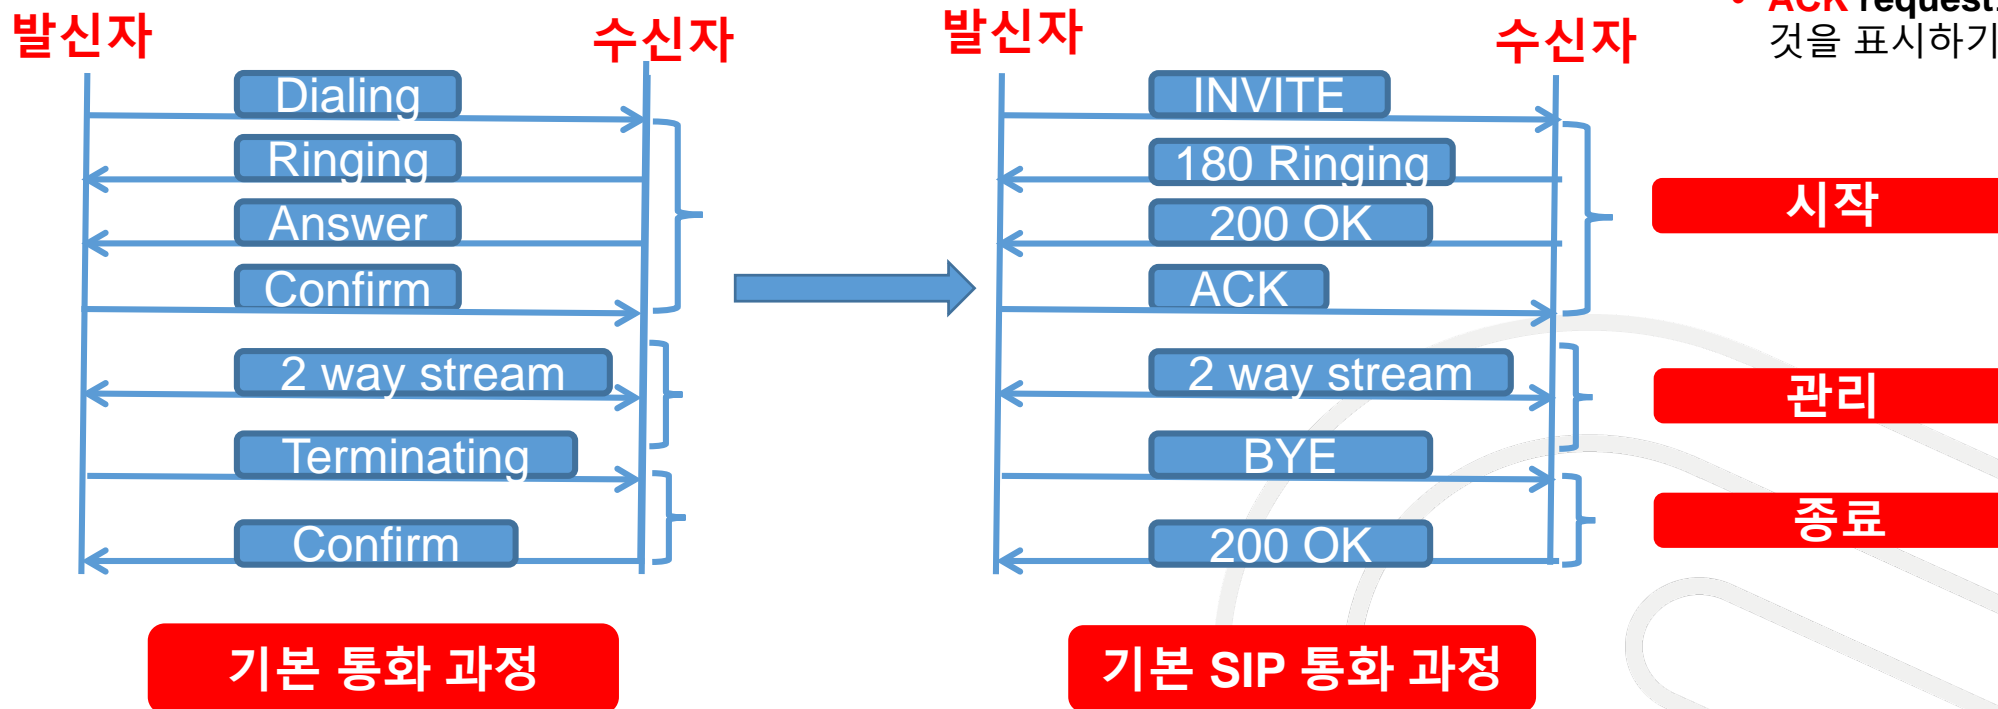 발신자
수신자
Dialing
Ringing
Answer
Confirm
2 way stream
Terminating
Confirm
기본 통화 과정
발신자
수신자
INVITE
180 Ringing
200 OK
ACK
2 way stream
BYE
200 OK
기본 SIP 통화 과정
시작
관리
종료
• ACK request:
것을 표시하기